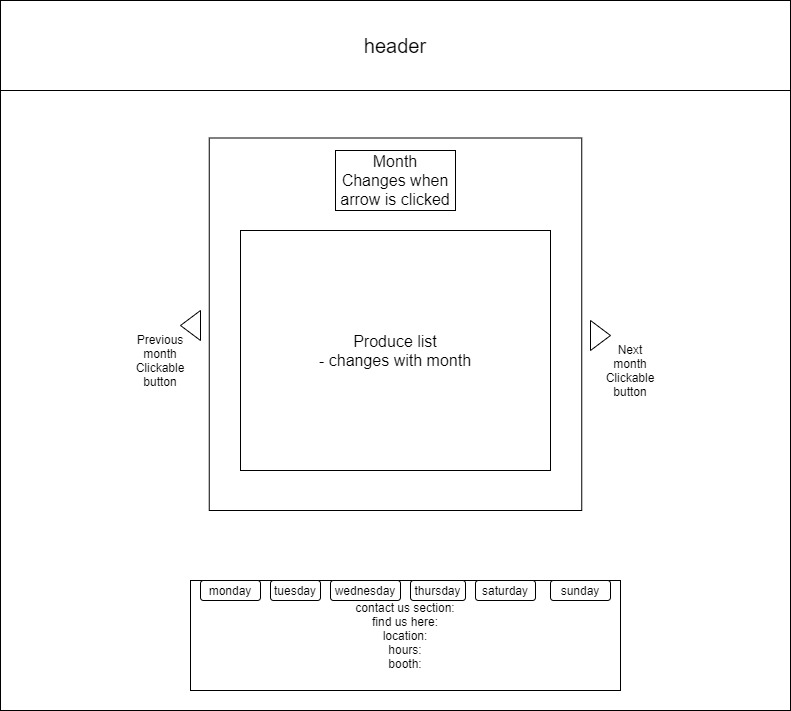 header
Month
Changes when
arrow is clicked
Produce list
- changes with month
Previous
month
Clickable
button
Next
month
Clickable
button
monday
tuesday
wednesday
thursday
saturday
sunday
contact us section:
find us here:
location:
hours:
booth: